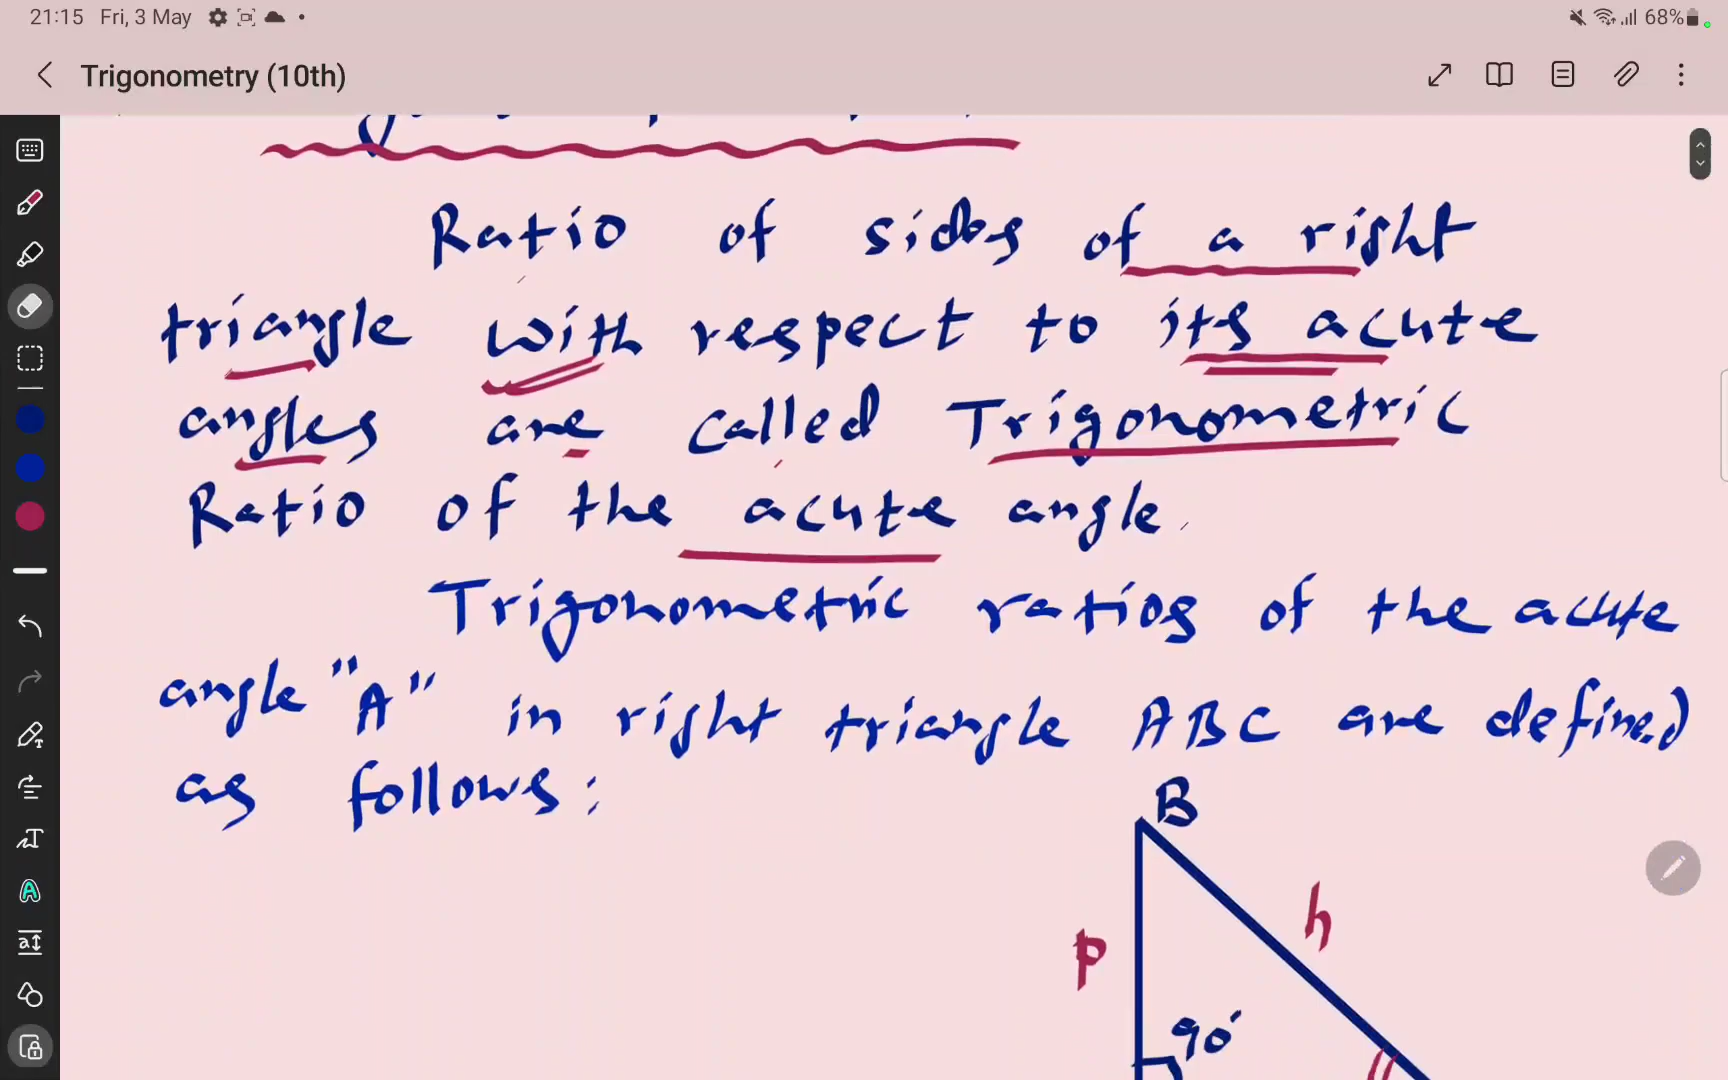 21:15 Fri, 3 May 68%
Trigonometry (10th)
Ratio of sides of a right
triangle with respect to its acute
angles are called Trigonometric
Ratio of the acute angle.
Trigonometric ratios of the acute
angle "A" in right triangle ABC are defined
as follows:
B
h
p
90°